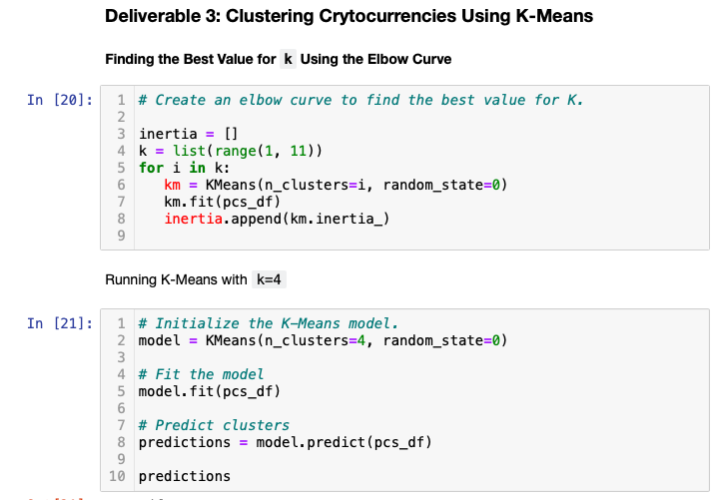 Deliverable 3: Clustering Crytocurrencies Using K-Means
Finding the Best Value for k Using the Elbow Curve
In [20]:
1 # Create an elbow curve to find the best value for K.
2
3 inertia = []
4 k = list(range(1, 11))
5 for i in k:
6    km = KMeans(n_clusters=i, random_state=0)
7    km.fit(pcs_df)
8    inertia.append(km.inertia_)
9
Running K-Means with k=4
In [21]:
1 # Initialize the K-Means model.
2 model = KMeans(n_clusters=4, random_state=0)
3
4 # Fit the model
5 model.fit(pcs_df)
6
7 # Predict clusters
8 predictions = model.predict(pcs_df)
9
10 predictions